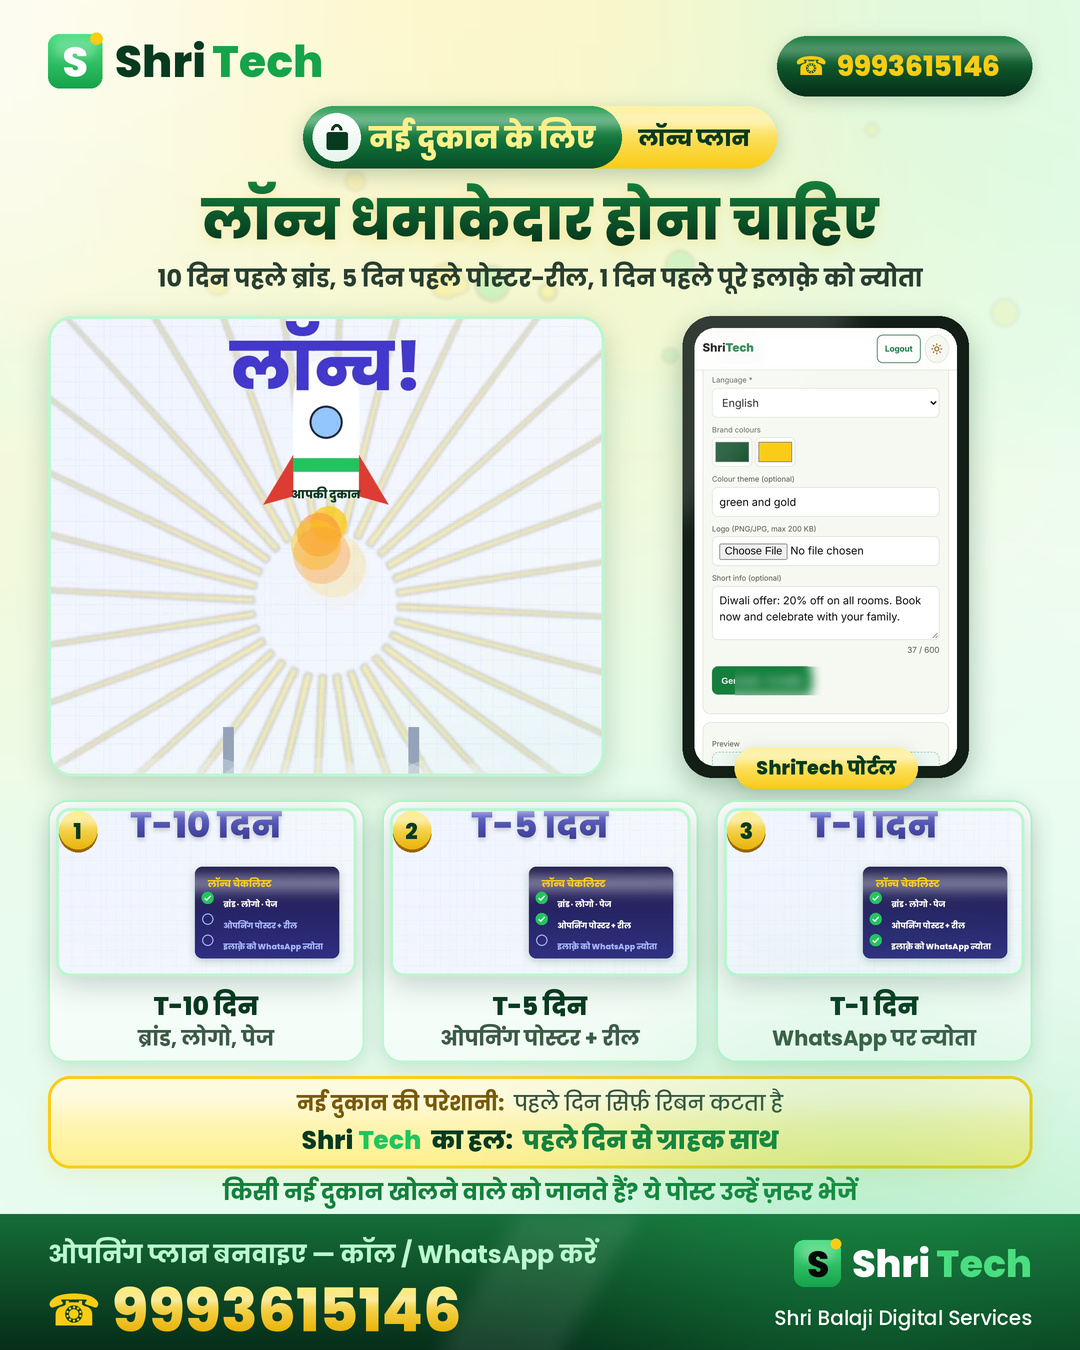 S Shri Tech
☎ 9993615146
नई दुकान के लिए लॉन्च प्लान
लॉन्च धमाकेदार होना चाहिए
10 दिन पहले ब्रांड, 5 दिन पहले पोस्टर-रील, 1 दिन पहले पूरे इलाक़े को न्योता
लॉन्च!
आपकी दुकान
ShriTech
Logout
Language *
English
Brand colours
Colour theme (optional)
green and gold
Logo (PNG/JPG, max 200 KB)
Choose File No file chosen
Short info (optional)
Diwali offer: 20% off on all rooms. Book
now and celebrate with your family.
37 / 600
Preview
ShriTech पोर्टल
1
T-10 दिन
लॉन्च चेकलिस्ट
ब्रांड · लोगो · पेज
ओपनिंग पोस्टर + रील
इलाक़े को WhatsApp न्योता
T-10 दिन
ब्रांड, लोगो, पेज
2
T-5 दिन
लॉन्च चेकलिस्ट
ब्रांड · लोगो · पेज
ओपनिंग पोस्टर + रील
इलाक़े को WhatsApp न्योता
T-5 दिन
ओपनिंग पोस्टर + रील
3
T-1 दिन
लॉन्च चेकलिस्ट
ब्रांड · लोगो · पेज
ओपनिंग पोस्टर + रील
इलाक़े को WhatsApp न्योता
T-1 दिन
WhatsApp पर न्योता
नई दुकान की परेशानी: पहले दिन सिर्फ़ रिबन कटता है
Shri Tech का हल: पहले दिन से ग्राहक साथ
किसी नई दुकान खोलने वाले को जानते हैं? ये पोस्ट उन्हें ज़रूर भेजें
ओपनिंग प्लान बनवाइए — कॉल / WhatsApp करें
☎ 9993615146
S Shri Tech
Shri Balaji Digital Services